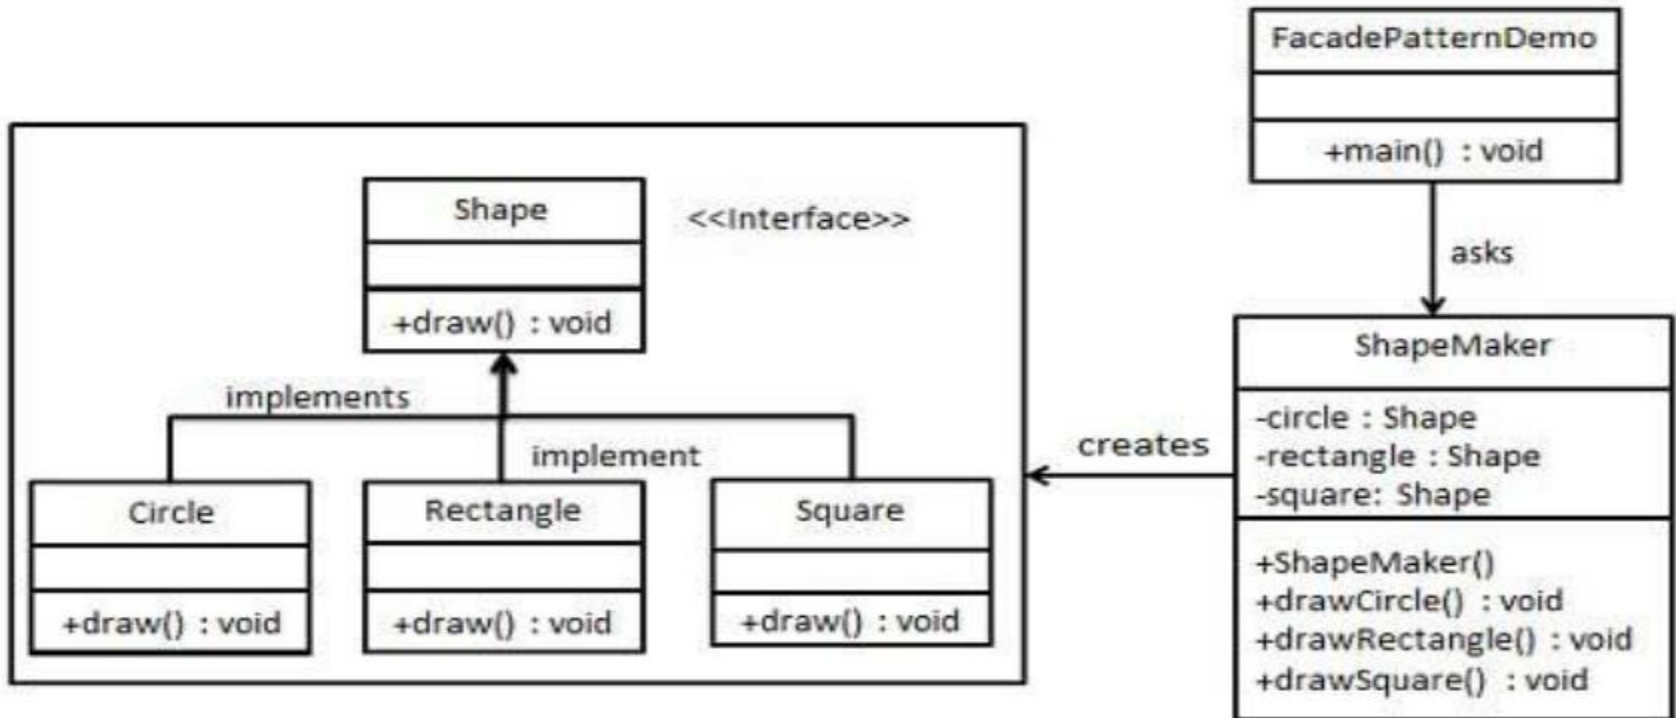 FacadePatternDemo
+main() : void
asks
Shape
<<Interface>>
+draw() : void
implements
implement
Circle
+draw() : void
Rectangle
+draw() : void
Square
+draw() : void
creates
ShapeMaker
-circle : Shape
-rectangle : Shape
-square: Shape
+ShapeMaker()
+drawCircle() : void
+drawRectangle() : void
+drawSquare() : void